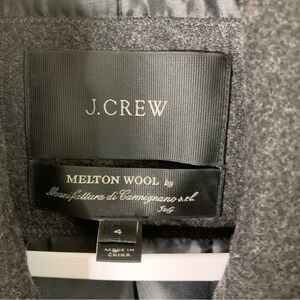 J.CREW
MELTON WOOL by
Manifattura di Carmignano s.r.l.
Italy
4
MADE IN
CHINA